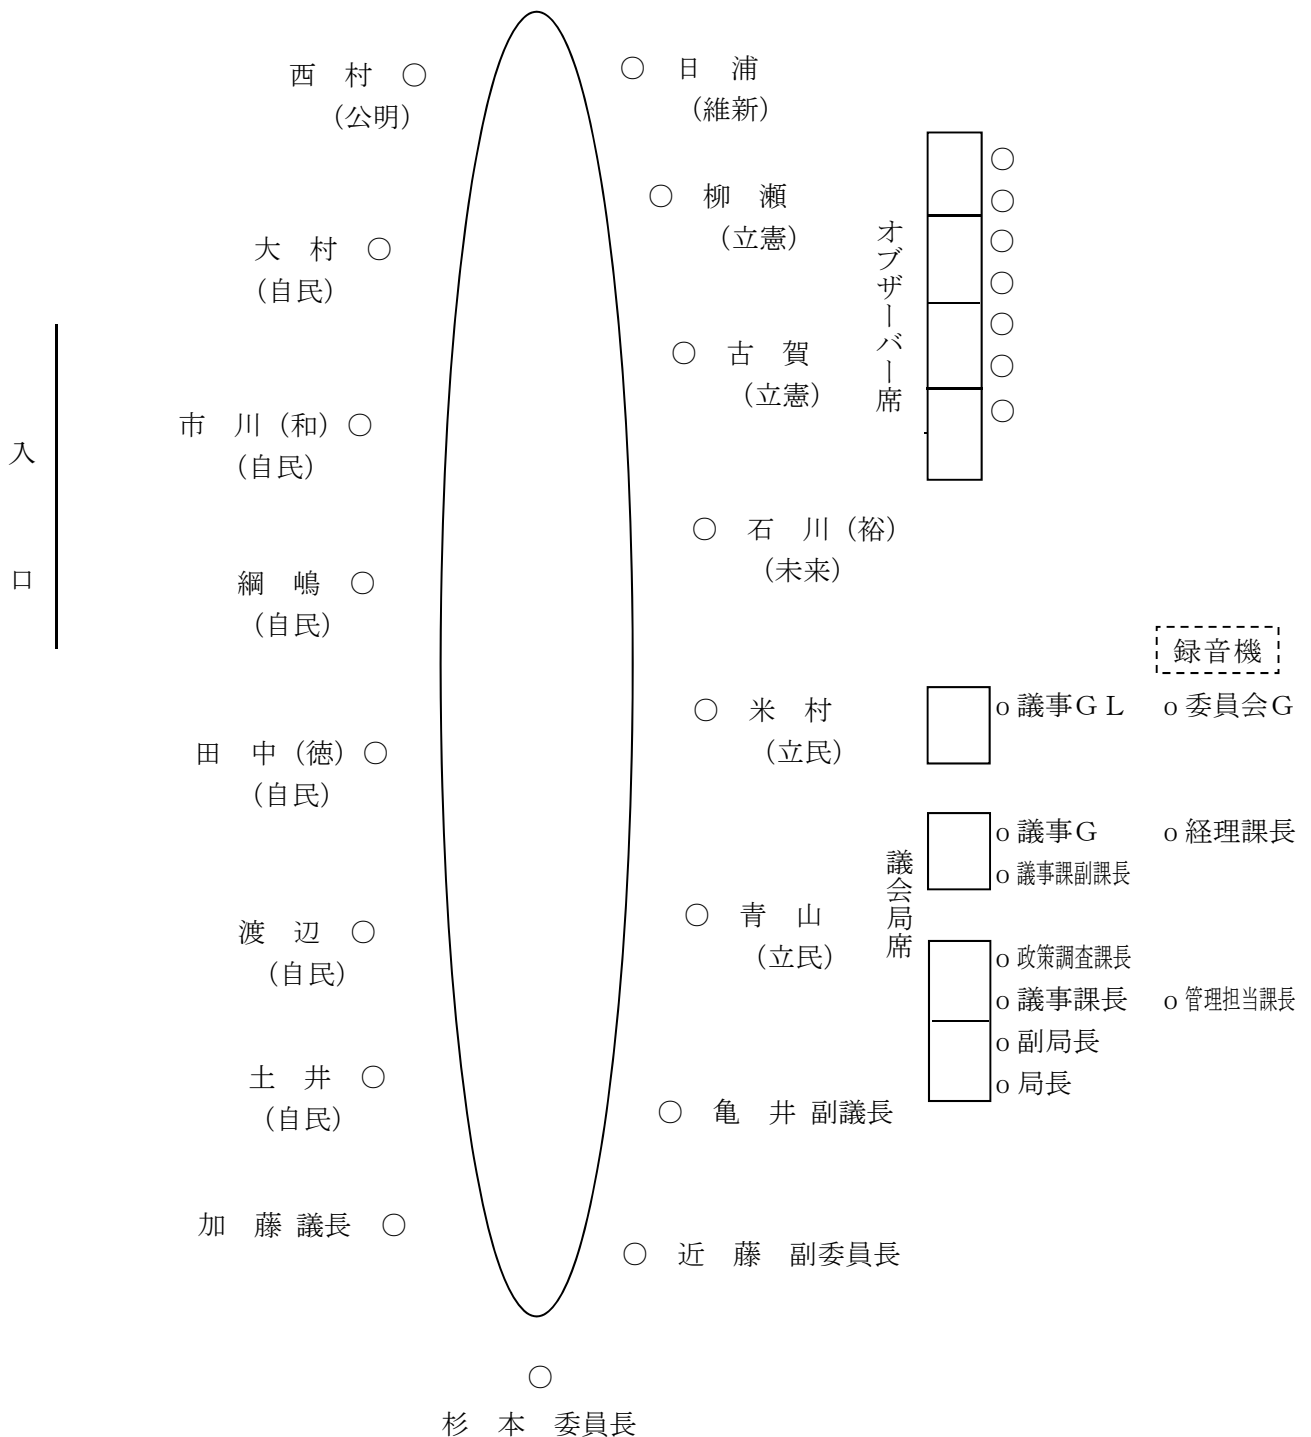 西　村　○
（公明）
○　日　浦
（維新）
○　柳　瀬
（立憲）
大　村　○
（自民）
○　古　賀
（立憲）
オブザーバー席
○
○
○
○
○
○
○
市　川（和）○
（自民）
入　口
○　石　川（裕）
（未来）
綱　嶋　○
（自民）
録音機
○　米　村
（立民）
o 議事ＧＬ
o 委員会Ｇ
田　中（徳）○
（自民）
議会局席
o 議事Ｇ
o 経理課長
o 議事課副課長
渡　辺　○
（自民）
○　青　山
（立民）
o 政策調査課長
o 議事課長
o 管理担当課長
o 副局長
o 局長
土　井　○
（自民）
○　亀　井 副議長
加　藤 議長　○
○　近　藤　副委員長
○
杉　本　委員長